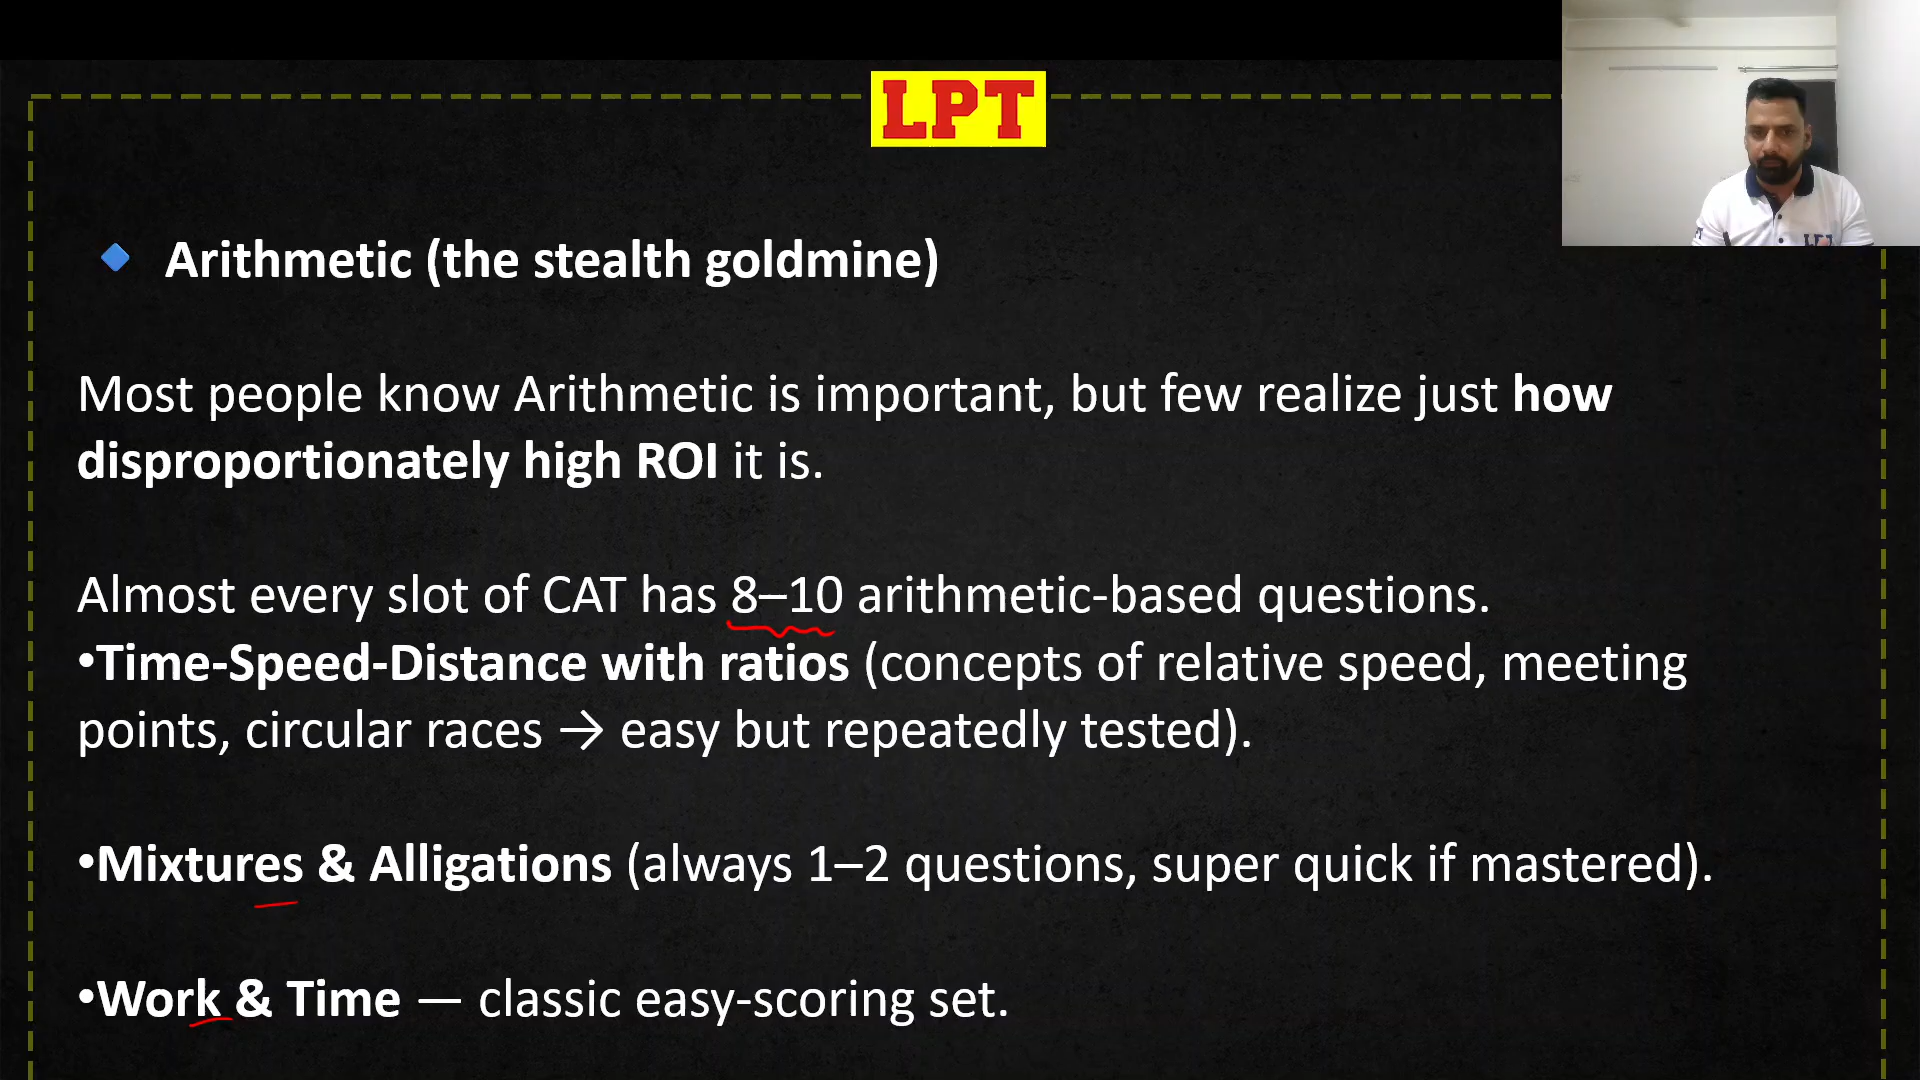 LPT
Arithmetic (the stealth goldmine)
Most people know Arithmetic is important, but few realize just how
disproportionately high ROI it is.
Almost every slot of CAT has 8–10 arithmetic-based questions.
•Time-Speed-Distance with ratios (concepts of relative speed, meeting
points, circular races → easy but repeatedly tested).
•Mixtures & Alligations (always 1–2 questions, super quick if mastered).
•Work & Time — classic easy-scoring set.